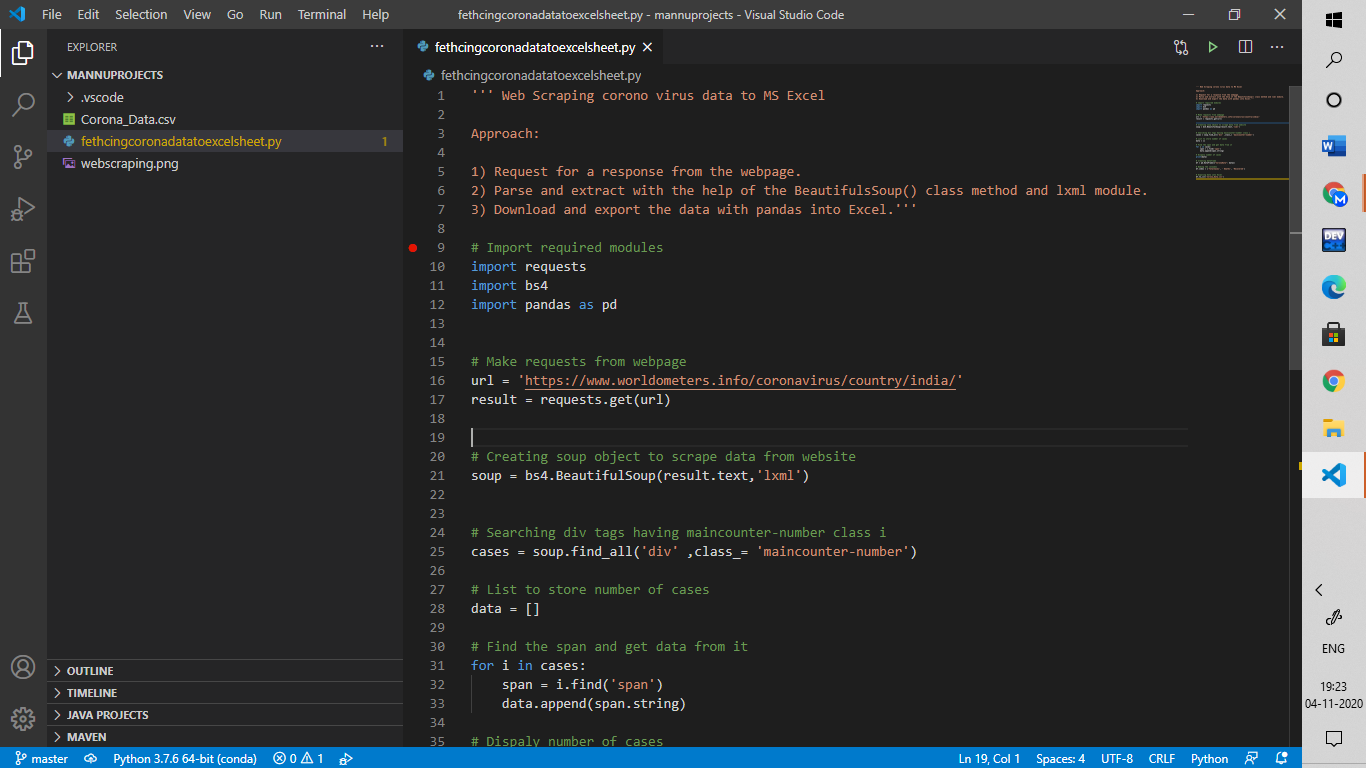 File Edit Selection View Go Run Terminal Help
fethcingcoronadatatoexcelsheet.py - mannuprojects - Visual Studio Code
EXPLORER
MANNUPROJECTS
.vscode
Corona_Data.csv
fethcingcoronadatatoexcelsheet.py 1
webscraping.png
OUTLINE
TIMELINE
JAVA PROJECTS
MAVEN
fethcingcoronadatatoexcelsheet.py
fethcingcoronadatatoexcelsheet.py
1 ''' Web Scraping corono virus data to MS Excel
2
3 Approach:
4
5 1) Request for a response from the webpage.
6 2) Parse and extract with the help of the BeautifulsSoup() class method and lxml module.
7 3) Download and export the data with pandas into Excel.'''
8
9 # Import required modules
10 import requests
11 import bs4
12 import pandas as pd
13
14
15 # Make requests from webpage
16 url = 'https://www.worldometers.info/coronavirus/country/india/'
17 result = requests.get(url)
18
19
20 # Creating soup object to scrape data from website
21 soup = bs4.BeautifulSoup(result.text,'lxml')
22
23
24 # Searching div tags having maincounter-number class i
25 cases = soup.find_all('div' ,class_= 'maincounter-number')
26
27 # List to store number of cases
28 data = []
29
30 # Find the span and get data from it
31 for i in cases:
32     span = i.find('span')
33     data.append(span.string)
34
35 # Dispaly number of cases
master
Python 3.7.6 64-bit (conda)
0 1
Ln 19, Col 1
Spaces: 4
UTF-8
CRLF
Python
W
M
DEV
ENG
19:23
04-11-2020